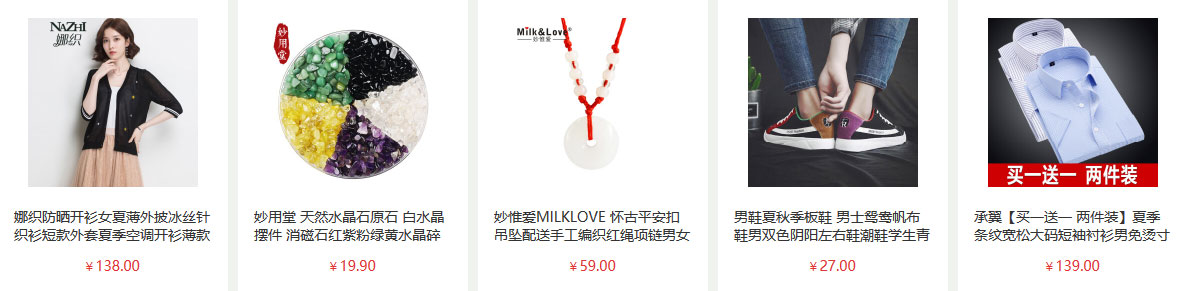 NAZHI
娜织
娜织防晒开衫女夏薄外披冰丝针
织衫短款外套夏季空调开衫薄款
￥138.00
妙用堂
妙用堂 天然水晶石原石 白水晶
摆件 消磁石红紫粉绿黄水晶碎
￥19.90
Milk&Love®
妙惟爱
妙惟爱MILKLOVE 怀古平安扣
吊坠配送手工编织红绳项链男女
￥59.00
男鞋夏秋季板鞋 男士鸳鸯帆布
鞋男双色阴阳左右鞋潮鞋学生青
￥27.00
买一送一 两件装
承翼【买一送一 两件装】夏季
条纹宽松大码短袖衬衫男免烫寸
￥139.00